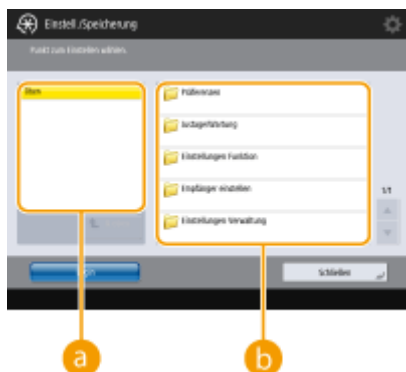 Einstell./Speicherung
Punkt zum Einstellen wählen.
Oben
Präferenzen
Justage/Wartung
Einstellungen Funktion
Empfänger einstellen
Einstellungen Verwaltung
1/1
Schließen
a
b